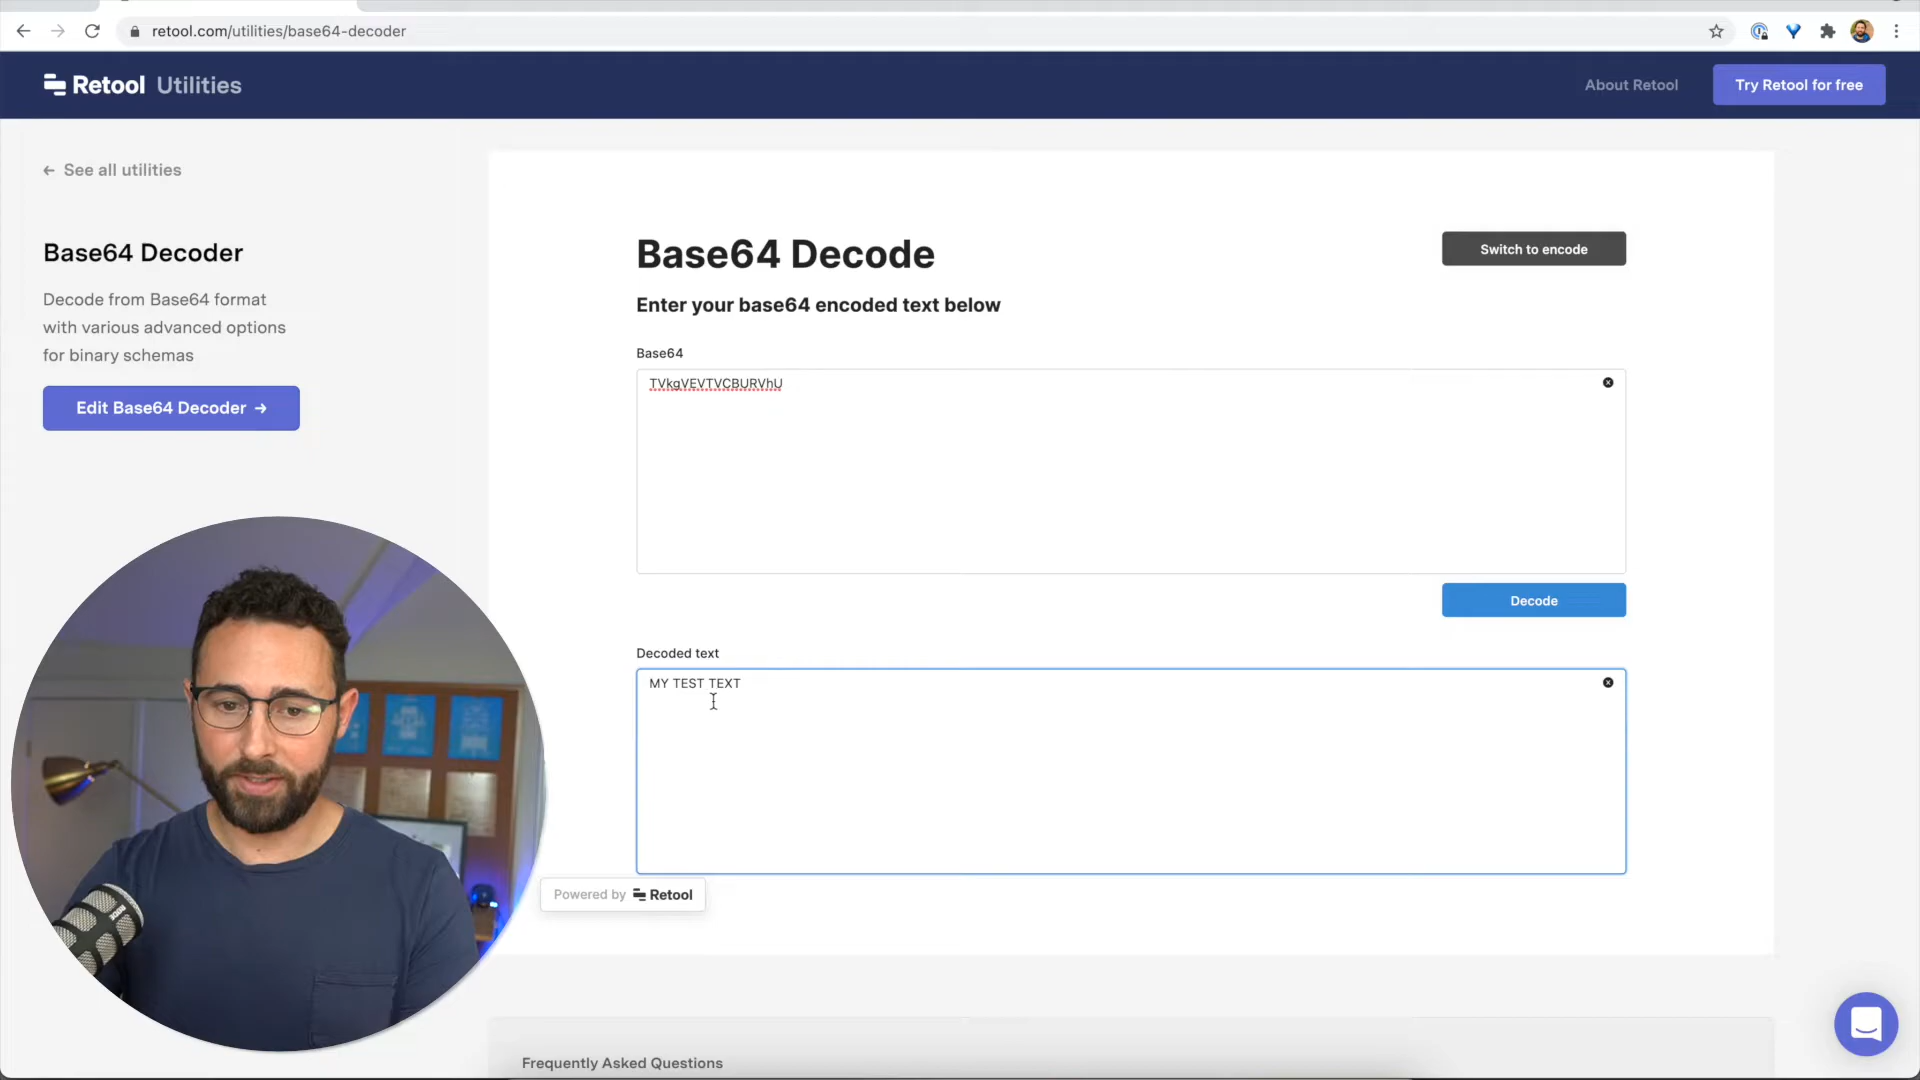 retool.com/utilities/base64-decoder
Retool Utilities
About Retool
Try Retool for free
← See all utilities
Base64 Decoder
Decode from Base64 format
with various advanced options
for binary schemas
Edit Base64 Decoder →
Base64 Decode
Switch to encode
Enter your base64 encoded text below
Base64
TVkgVEVTVCBURVhU
Decode
Decoded text
MY TEST TEXT
Powered by Retool
RODE
Frequently Asked Questions